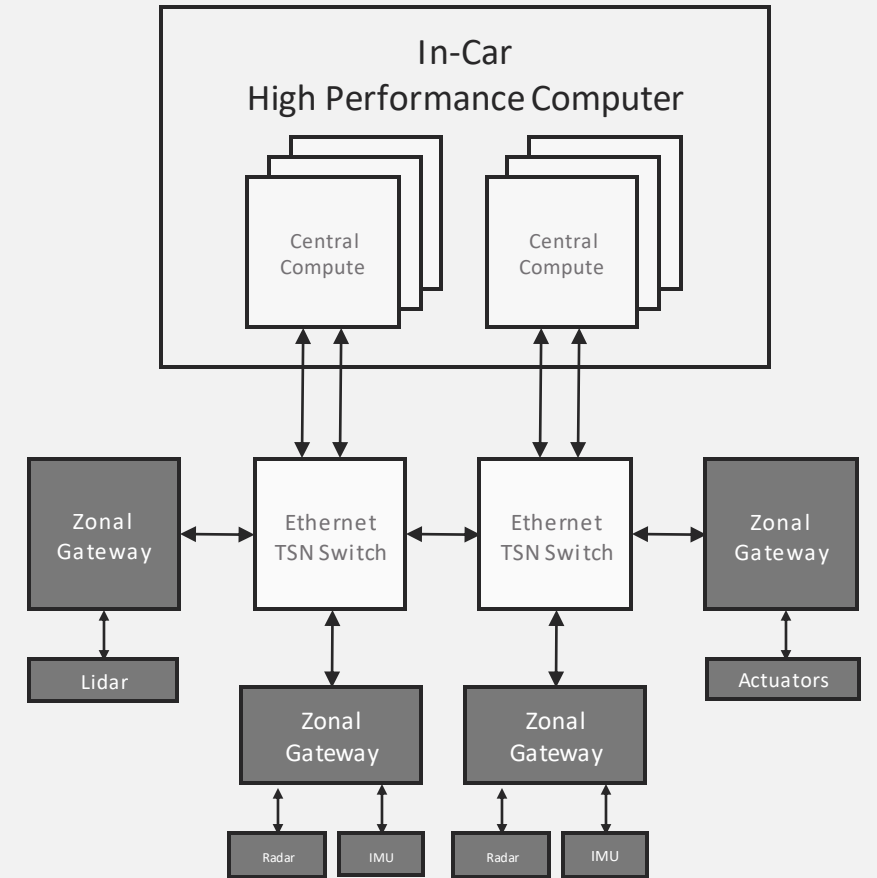 In-Car
High Performance Computer
Central
Compute
Central
Compute
Zonal
Gateway
Ethernet
TSN Switch
Ethernet
TSN Switch
Zonal
Gateway
Lidar
Actuators
Zonal
Gateway
Zonal
Gateway
Radar
IMU
Radar
IMU